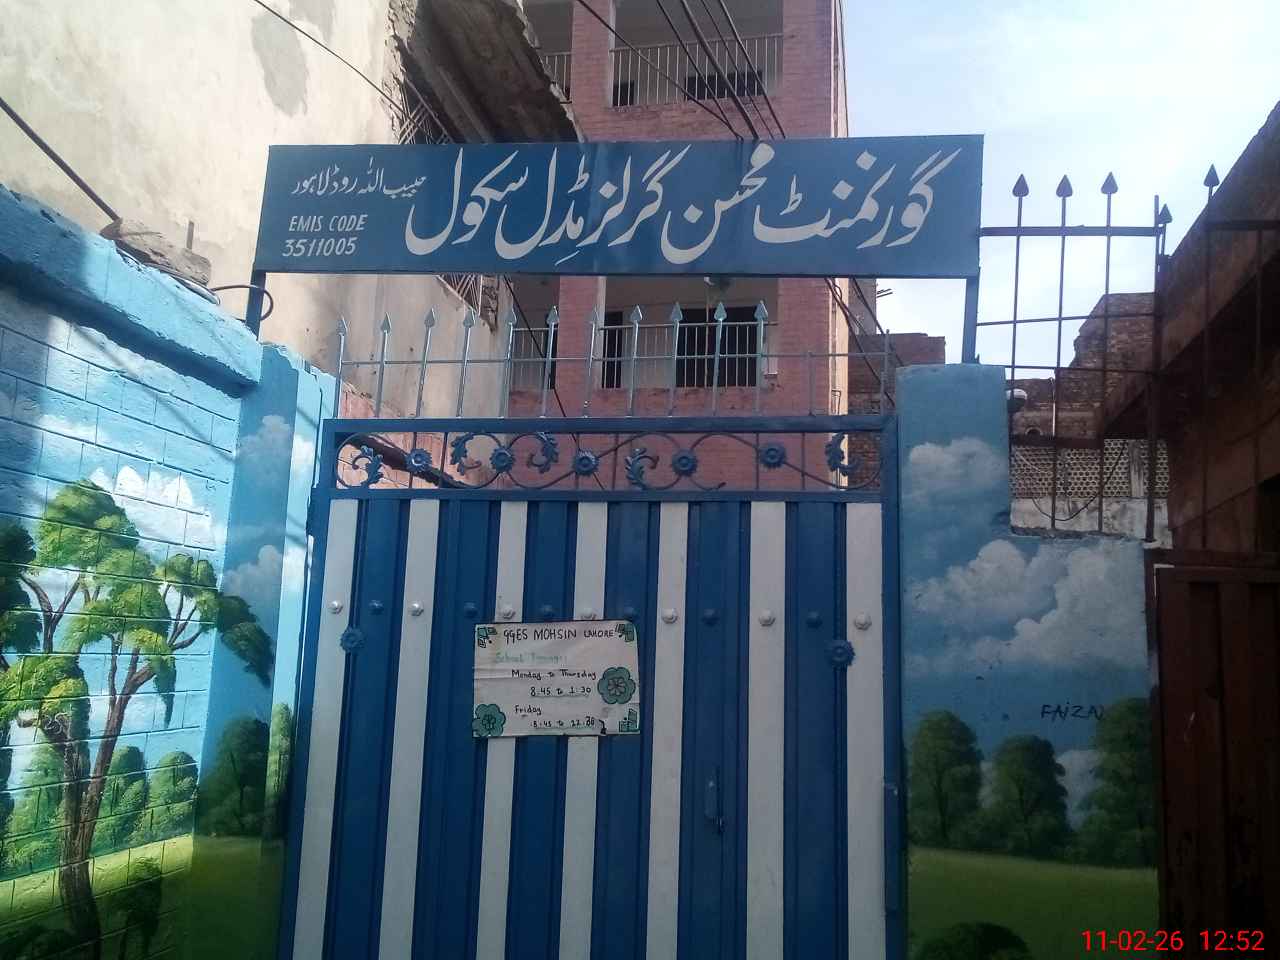 گورنمنٹ محسن گرلز مڈل سکول
حبیب اللہ روڈ لاہور
EMIS CODE
3511005
GGES MOHSIN LAHORE
School Timings
Monday to Thursday
8:45 to 1:30
Friday
8:45 to 12:30
FAIZAN
11-02-26 12:52